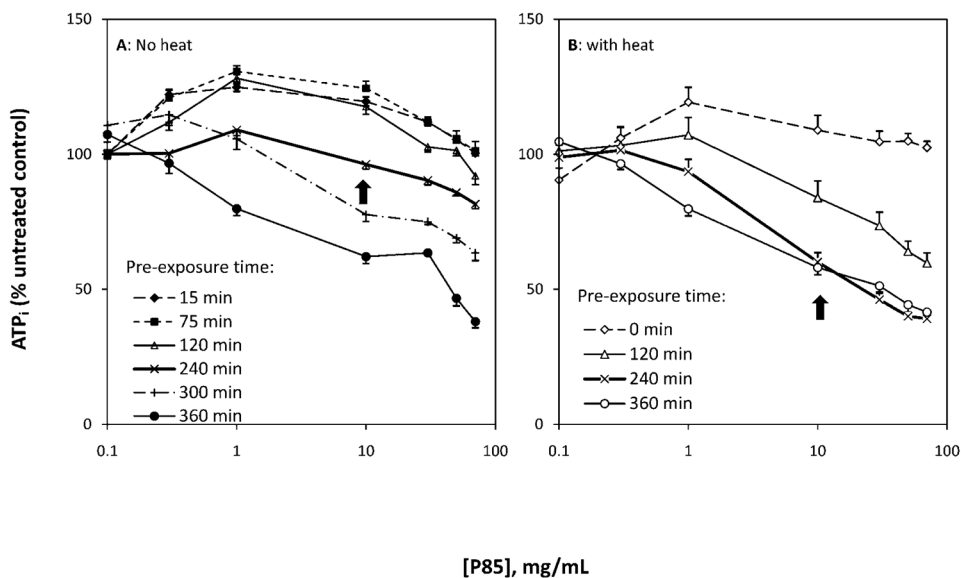 150
100
50
0
A: No heat
Pre-exposure time:
15 min
75 min
120 min
240 min
300 min
360 min
0.1 1 10 100
150
100
50
0
B: with heat
Pre-exposure time:
0 min
120 min
240 min
360 min
0.1 1 10 100
ATPi (% untreated control)
[P85], mg/mL